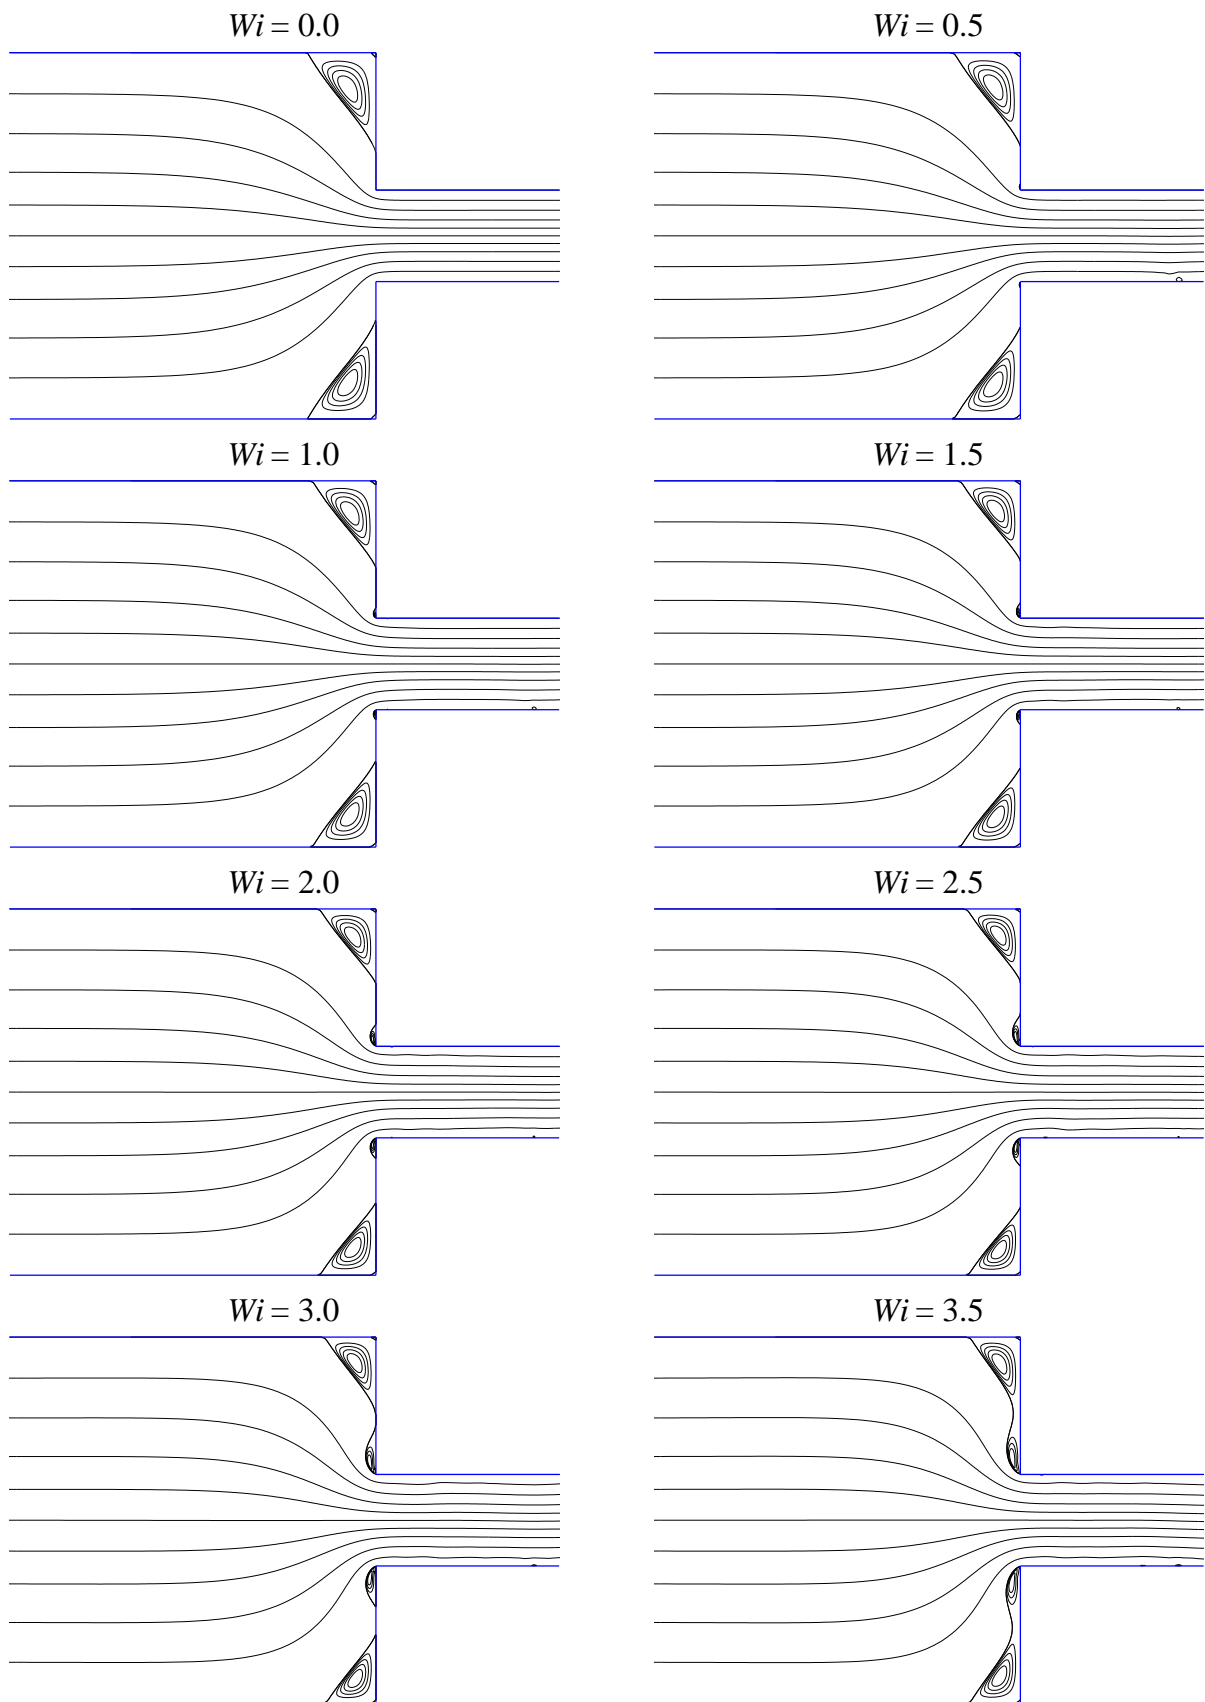 Wi = 0.0
Wi = 0.5
Wi = 1.0
Wi = 1.5
Wi = 2.0
Wi = 2.5
Wi = 3.0
Wi = 3.5